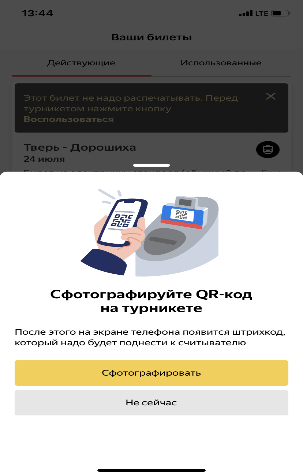 13:44
LTE
Ваши билеты
Действующие
Использованные
Этот билет не надо распечатывать. Перед
турникетом нажмите кнопку
Воспользоваться
Тверь - Дорошиха
24 июля
Сфотографируйте QR-код
на турникете
После этого на экране телефона появится штрихкод,
который надо будет поднести к считывателю
Сфотографировать
Не сейчас